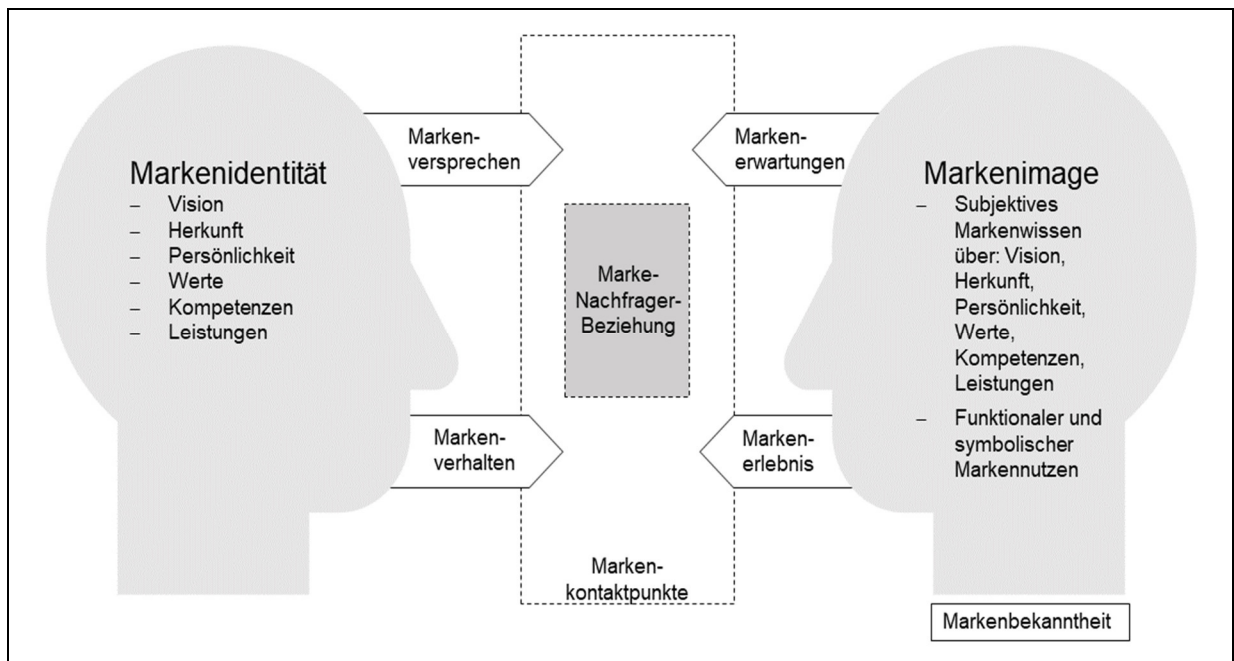 Markenidentität
– Vision
– Herkunft
– Persönlichkeit
– Werte
– Kompetenzen
– Leistungen
Marken-
versprechen
Marken-
verhalten
Marke-
Nachfrager-
Beziehung
Marken-
kontaktpunkte
Marken-
erwartungen
Marken-
erlebnis
Markenimage
– Subjektives
Markenwissen
über: Vision,
Herkunft,
Persönlichkeit,
Werte,
Kompetenzen,
Leistungen
– Funktionaler und
symbolischer
Markennutzen
Markenbekanntheit